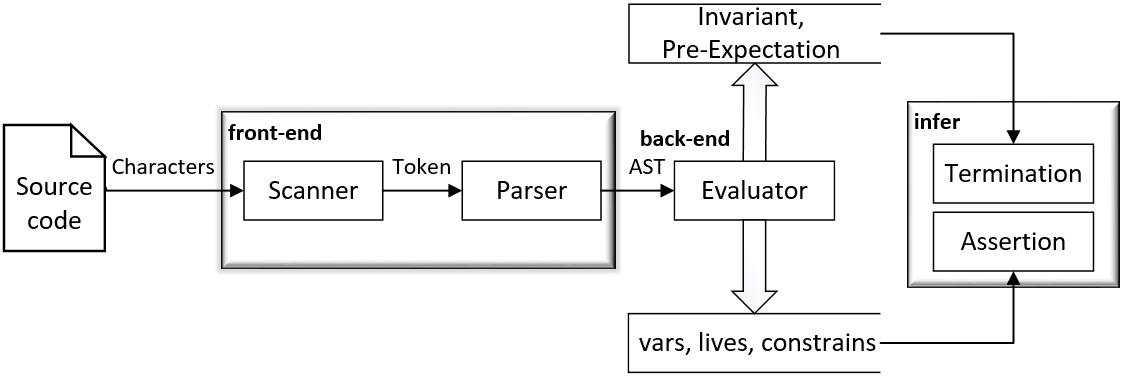 Invariant,
Pre-Expectation
front-end
back-end
infer
Source
code
Characters
Scanner
Token
Parser
AST
Evaluator
Termination
Assertion
vars, lives, constrains